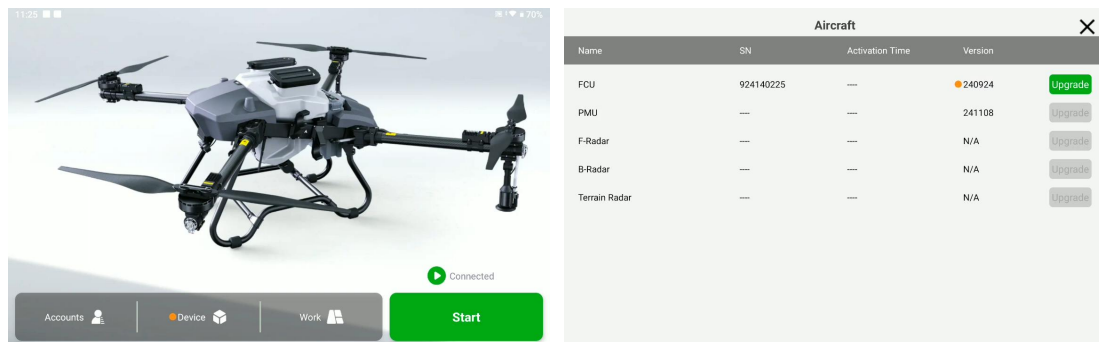 11:25 70%
Connected
Accounts Device Work Start
Aircraft
Name SN Activation Time Version
FCU 924140225 ---- 240924 Upgrade
PMU ---- ---- 241108 Upgrade
F-Radar ---- ---- N/A Upgrade
B-Radar ---- ---- N/A Upgrade
Terrain Radar ---- ---- N/A Upgrade